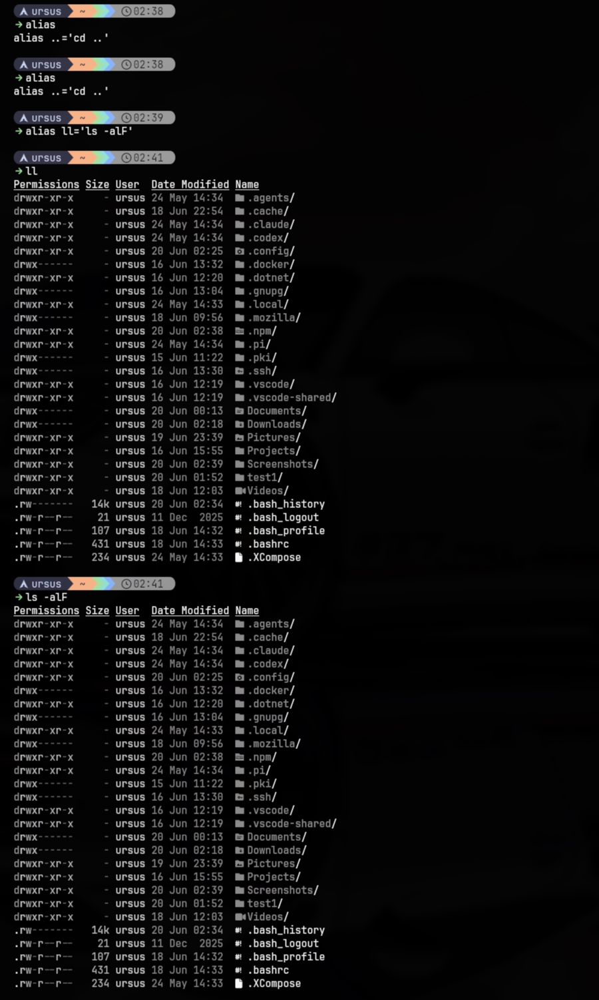 ursus ~ 02:38
→ alias
alias ..='cd ..'
ursus ~ 02:38
→ alias
alias ..='cd ..'
ursus ~ 02:39
→ alias ll='ls -alF'
ursus ~ 02:41
→ ll
Permissions Size User Date Modified Name
drwxr-xr-x - ursus 24 May 14:34 .agents/
drwxr-xr-x - ursus 18 Jun 22:54 .cache/
drwxr-xr-x - ursus 24 May 14:34 .claude/
drwxr-xr-x - ursus 24 May 14:34 .codex/
drwxr-xr-x - ursus 20 Jun 02:25 .config/
drwx------ - ursus 16 Jun 13:32 .docker/
drwxr-xr-x - ursus 16 Jun 12:20 .dotnet/
drwx------ - ursus 16 Jun 13:04 .gnupg/
drwxr-xr-x - ursus 24 May 14:33 .local/
drwx------ - ursus 18 Jun 09:56 .mozilla/
drwxr-xr-x - ursus 20 Jun 02:38 .npm/
drwxr-xr-x - ursus 24 May 14:34 .pi/
drwx------ - ursus 15 Jun 11:22 .pki/
drwx------ - ursus 16 Jun 13:30 .ssh/
drwxr-xr-x - ursus 16 Jun 12:19 .vscode/
drwxr-xr-x - ursus 16 Jun 12:19 .vscode-shared/
drwx------ - ursus 20 Jun 00:13 Documents/
drwx------ - ursus 20 Jun 02:18 Downloads/
drwxr-xr-x - ursus 19 Jun 23:39 Pictures/
drwxr-xr-x - ursus 16 Jun 15:55 Projects/
drwxr-xr-x - ursus 20 Jun 02:39 Screenshots/
drwxr-xr-x - ursus 20 Jun 01:52 test1/
drwxr-xr-x - ursus 18 Jun 12:03 Videos/
.rw------- 14k ursus 20 Jun 02:34 .bash_history
.rw-r--r-- 21 ursus 11 Dec 2025 .bash_logout
.rw-r--r-- 107 ursus 18 Jun 14:32 .bash_profile
.rw-r--r-- 431 ursus 18 Jun 14:33 .bashrc
.rw-r--r-- 234 ursus 24 May 14:33 .XCompose
ursus ~ 02:41
→ ls -alF
Permissions Size User Date Modified Name
drwxr-xr-x - ursus 24 May 14:34 .agents/
drwxr-xr-x - ursus 18 Jun 22:54 .cache/
drwxr-xr-x - ursus 24 May 14:34 .claude/
drwxr-xr-x - ursus 24 May 14:34 .codex/
drwxr-xr-x - ursus 20 Jun 02:25 .config/
drwx------ - ursus 16 Jun 13:32 .docker/
drwxr-xr-x - ursus 16 Jun 12:20 .dotnet/
drwx------ - ursus 16 Jun 13:04 .gnupg/
drwxr-xr-x - ursus 24 May 14:33 .local/
drwx------ - ursus 18 Jun 09:56 .mozilla/
drwxr-xr-x - ursus 20 Jun 02:38 .npm/
drwxr-xr-x - ursus 24 May 14:34 .pi/
drwx------ - ursus 15 Jun 11:22 .pki/
drwx------ - ursus 16 Jun 13:30 .ssh/
drwxr-xr-x - ursus 16 Jun 12:19 .vscode/
drwxr-xr-x - ursus 16 Jun 12:19 .vscode-shared/
drwx------ - ursus 20 Jun 00:13 Documents/
drwx------ - ursus 20 Jun 02:18 Downloads/
drwxr-xr-x - ursus 19 Jun 23:39 Pictures/
drwxr-xr-x - ursus 16 Jun 15:55 Projects/
drwxr-xr-x - ursus 20 Jun 02:39 Screenshots/
drwxr-xr-x - ursus 20 Jun 01:52 test1/
drwxr-xr-x - ursus 18 Jun 12:03 Videos/
.rw------- 14k ursus 20 Jun 02:34 .bash_history
.rw-r--r-- 21 ursus 11 Dec 2025 .bash_logout
.rw-r--r-- 107 ursus 18 Jun 14:32 .bash_profile
.rw-r--r-- 431 ursus 18 Jun 14:33 .bashrc
.rw-r--r-- 234 ursus 24 May 14:33 .XCompose